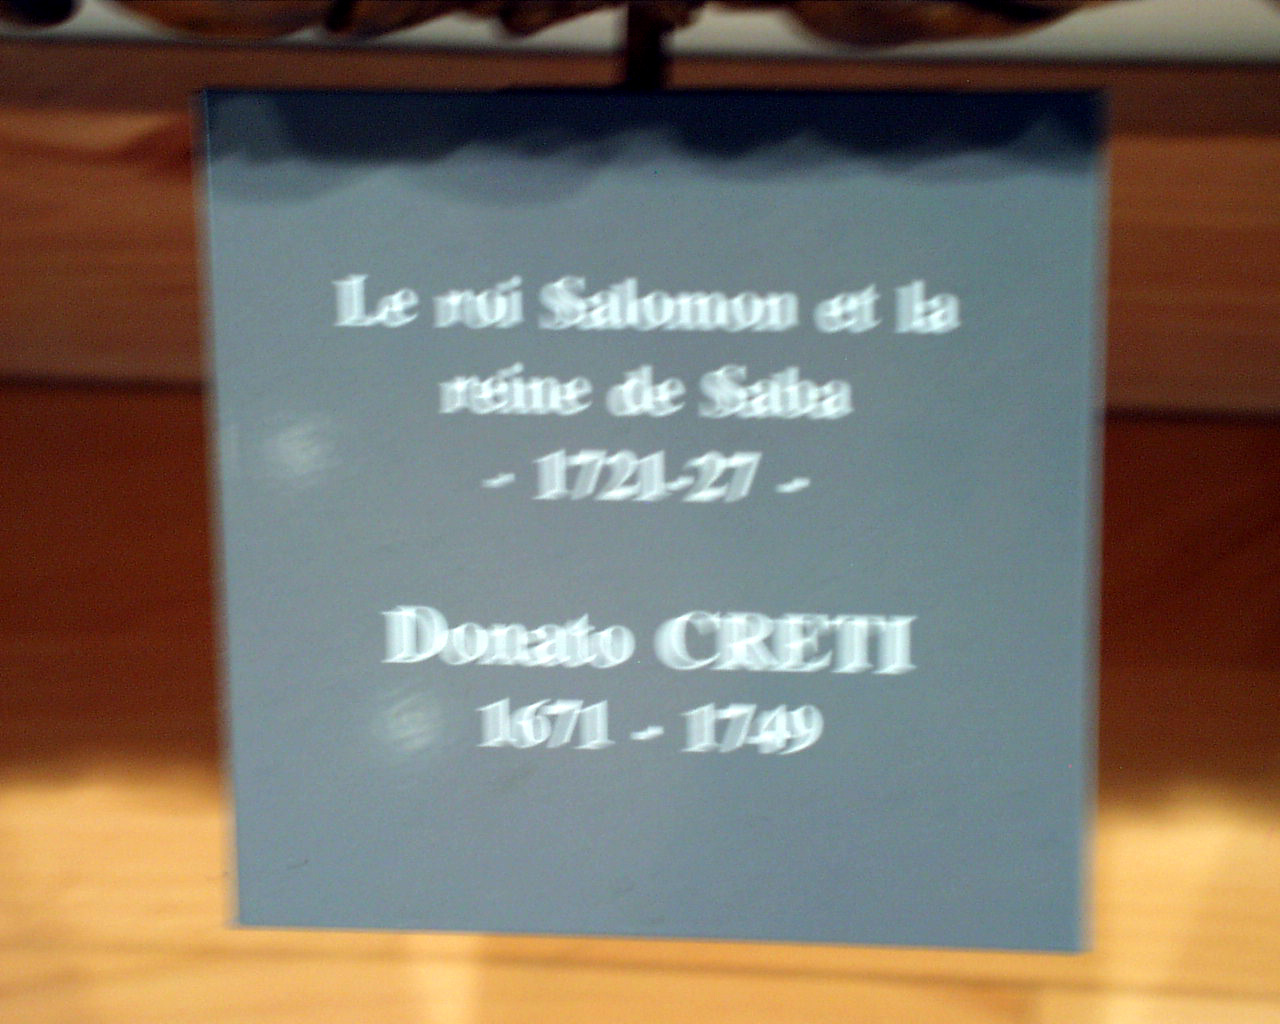 Le roi Salomon et la
reine de Saba
- 1721-27 -
Donato CRETI
1671 - 1749